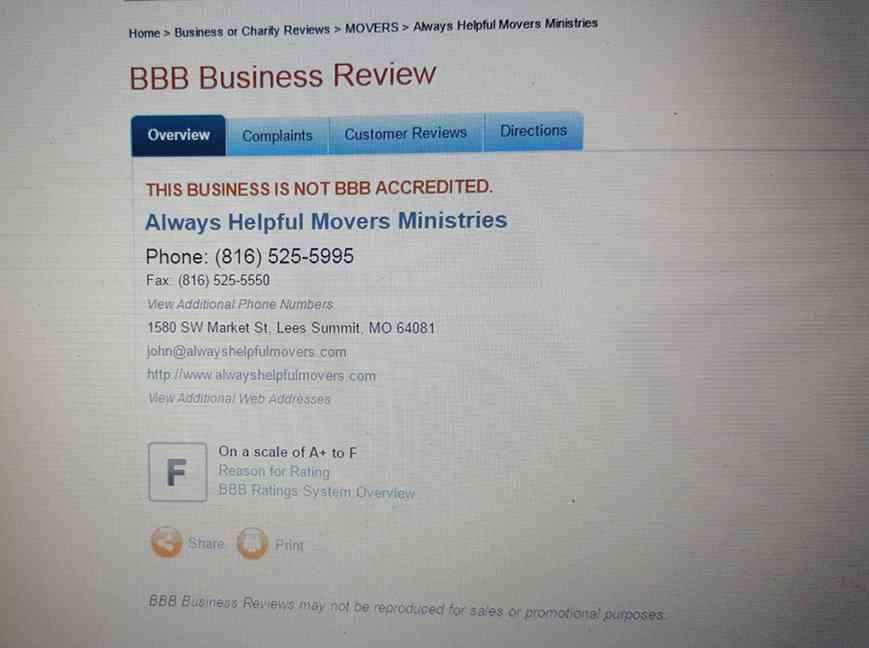 Home > Business or Charity Reviews > MOVERS > Always Helpful Movers Ministries
BBB Business Review
Overview
Complaints
Customer Reviews
Directions
THIS BUSINESS IS NOT BBB ACCREDITED.
Always Helpful Movers Ministries
Phone: (816) 525-5995
Fax: (816) 525-5550
View Additional Phone Numbers
1580 SW Market St, Lees Summit, MO 64081
john@alwayshelpfulmovers.com
http://www.alwayshelpfulmovers.com
View Additional Web Addresses
F
On a scale of A+ to F
Reason for Rating
BBB Ratings System Overview
Share
Print
BBB Business Reviews may not be reproduced for sales or promotional purposes.